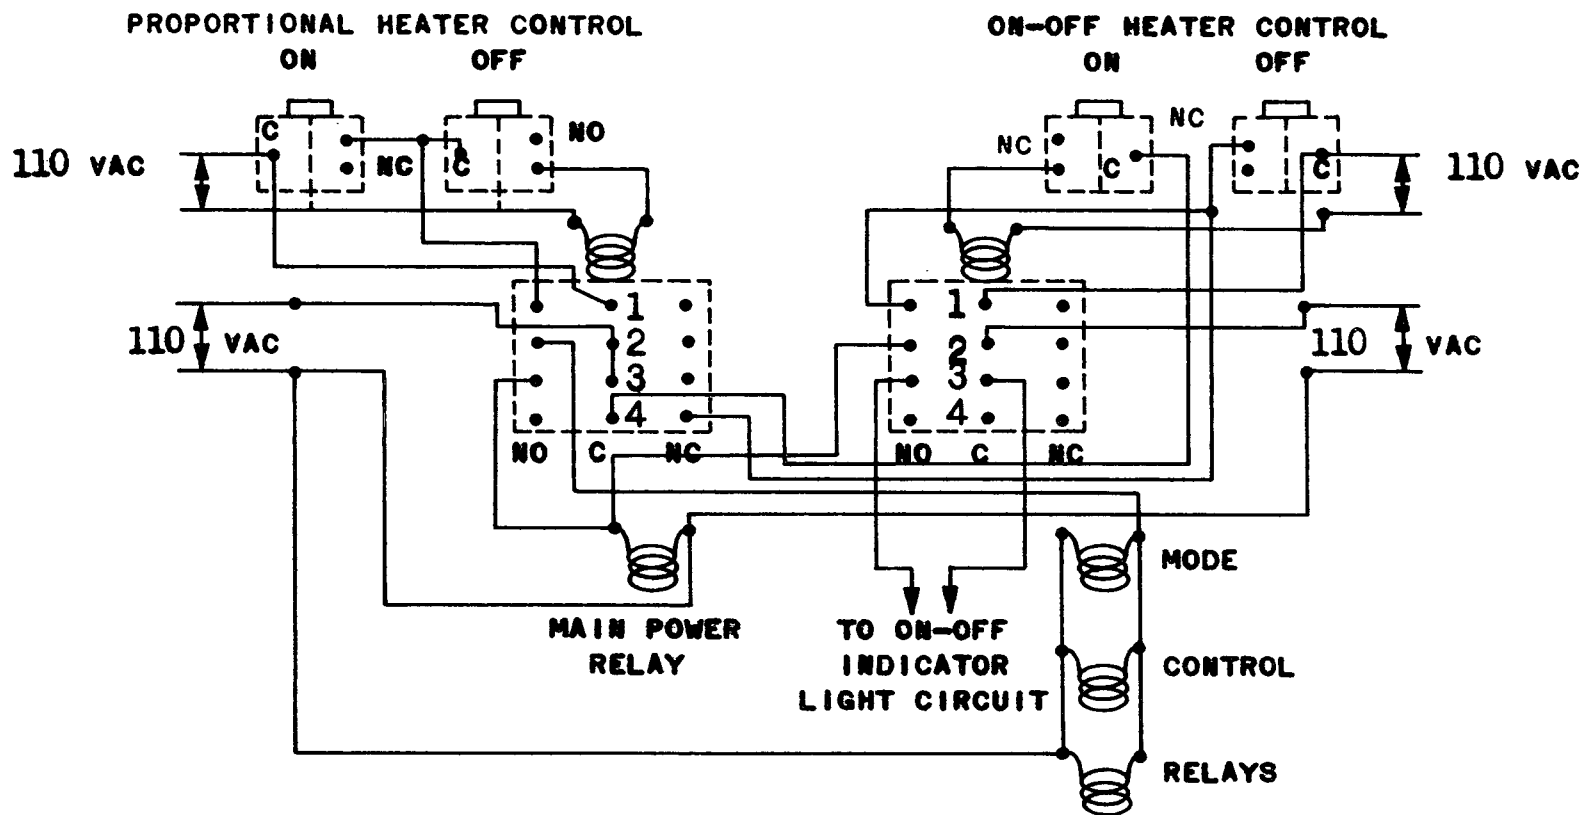 PROPORTIONAL HEATER CONTROL
ON OFF
ON-OFF HEATER CONTROL
ON OFF
C NC C NO
NC C NC C
110 VAC
110 VAC
110 VAC
110 VAC
1
2
3
4
NO C NC
1
2
3
4
NO C NC
MAIN POWER
RELAY
TO ON-OFF
INDICATOR
LIGHT CIRCUIT
MODE
CONTROL
RELAYS